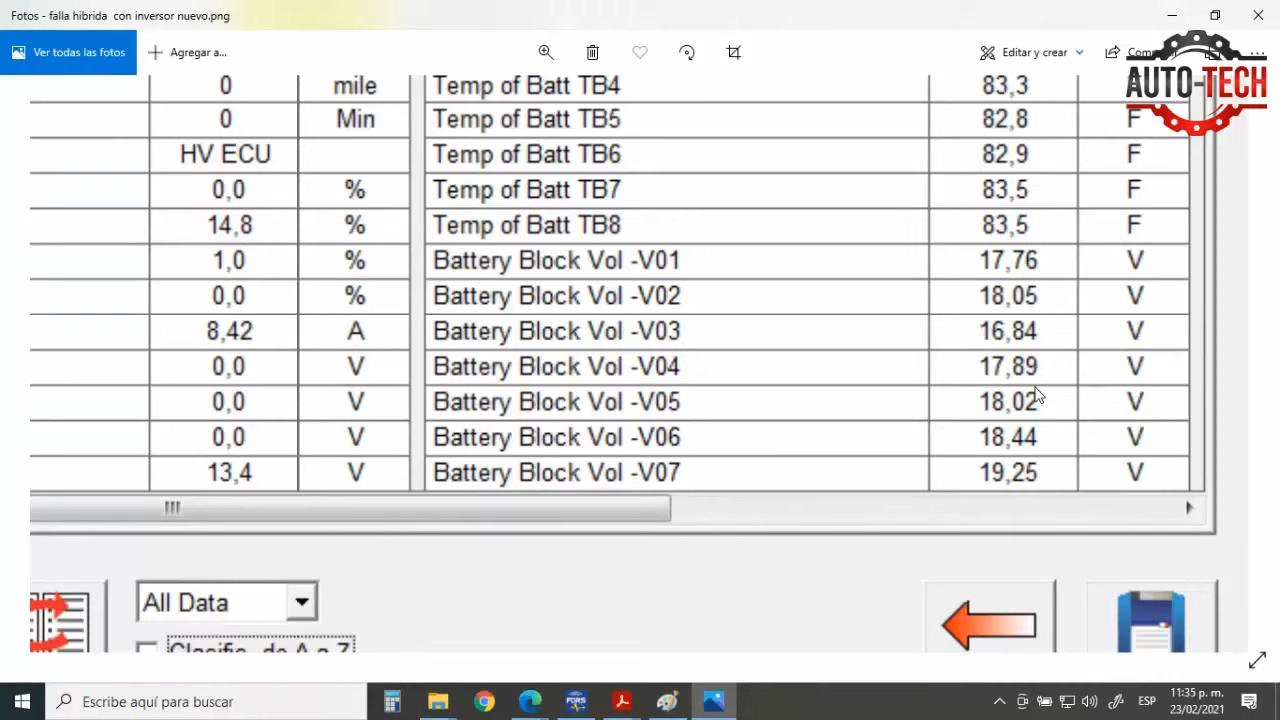 Fotos - falla hibrida con inversor nuevo.png
Ver todas las fotos
Agregar a...
Editar y crear
AUTO-TECH
0 mile Temp of Batt TB4 83,3
0 Min Temp of Batt TB5 82,8 F
HV ECU Temp of Batt TB6 82,9 F
0,0 % Temp of Batt TB7 83,5 F
14,8 % Temp of Batt TB8 83,5 F
1,0 % Battery Block Vol -V01 17,76 V
0,0 % Battery Block Vol -V02 18,05 V
8,42 A Battery Block Vol -V03 16,84 V
0,0 V Battery Block Vol -V04 17,89 V
0,0 V Battery Block Vol -V05 18,02 V
0,0 V Battery Block Vol -V06 18,44 V
13,4 V Battery Block Vol -V07 19,25 V
All Data
Clasific. de A a Z
Escribe aquí para buscar
FDRS
ESP
11:35 p. m.
23/02/2021